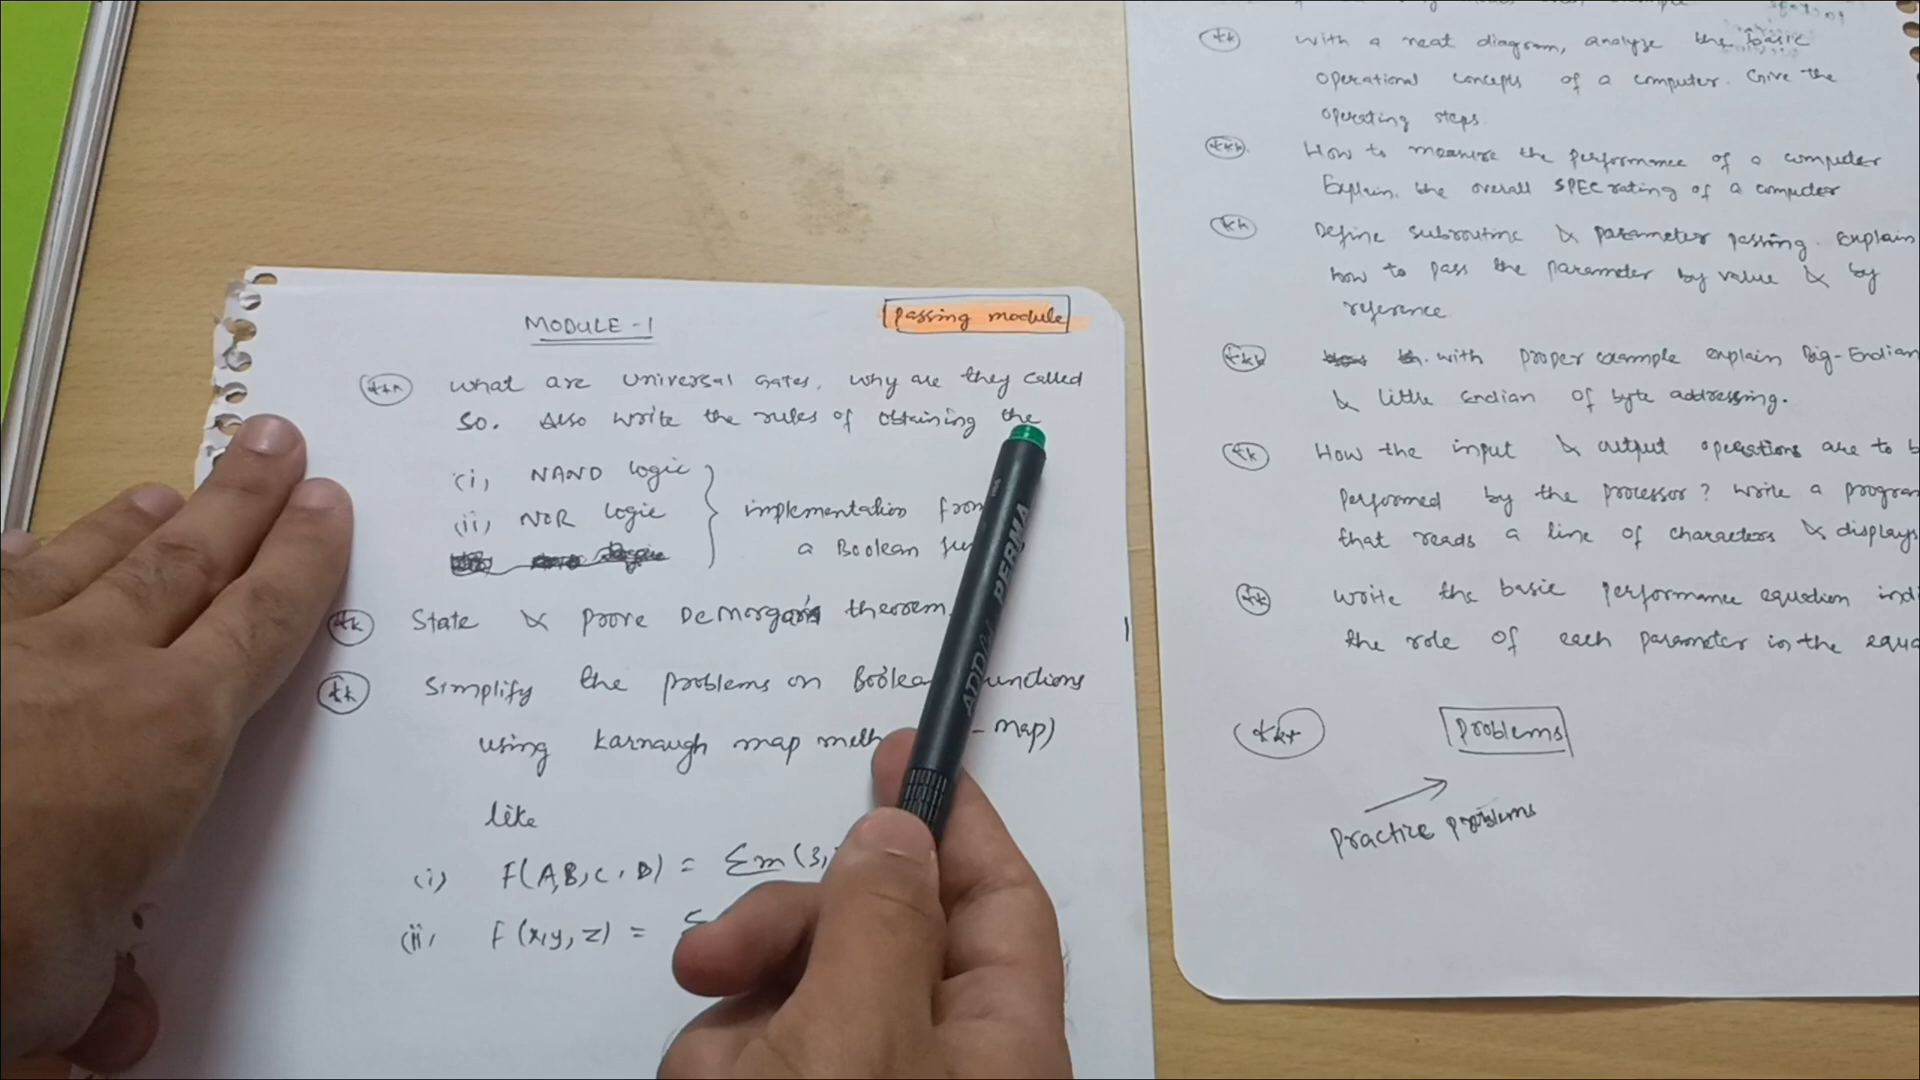 MODULE - 1
Passing module
*** What are Universal Gates, why are they called
so. Also write the rules of obtaining the
(i) NAND logic
(ii) NOR logic
implementation from
a Boolean
** State & prove DeMorgan's theorem.
** Simplify the problems on Boolean functions
using Karnaugh map - map)
like
(i) F(A,B,C,D) = Σm (3,
(ii) F(x,y,z) = Σ
ADDAL PERMA
** With a neat diagram, analyze the basic
operational concepts of a computer. Give the
operating steps.
*** How to measure the performance of a computer
Explain the overall SPEC rating of a computer
** Define subroutine & parameter passing. Explain
how to pass the parameter by value & by
reference
*** with proper example explain Big-Endian
& little Endian of byte addressing.
** How the input & output operations are to b
performed by the processor? Write a program
that reads a line of characters & displays
** Write the basic performance equation indi
the role of each parameter in the equa
*** Problems
Practice problems